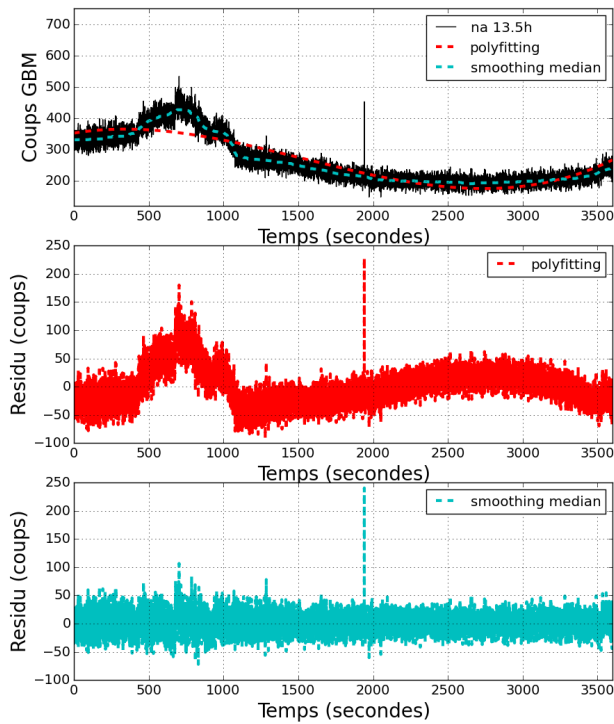 700
600
500
400
300
200
Coups GBM
na 13.5h
polyfitting
smoothing median
0 500 1000 1500 2000 2500 3000 3500
Temps (secondes)
250
200
150
100
50
0
−50
−100
Residu (coups)
polyfitting
0 500 1000 1500 2000 2500 3000 3500
Temps (secondes)
250
200
150
100
50
0
−50
−100
Residu (coups)
smoothing median
0 500 1000 1500 2000 2500 3000 3500
Temps (secondes)